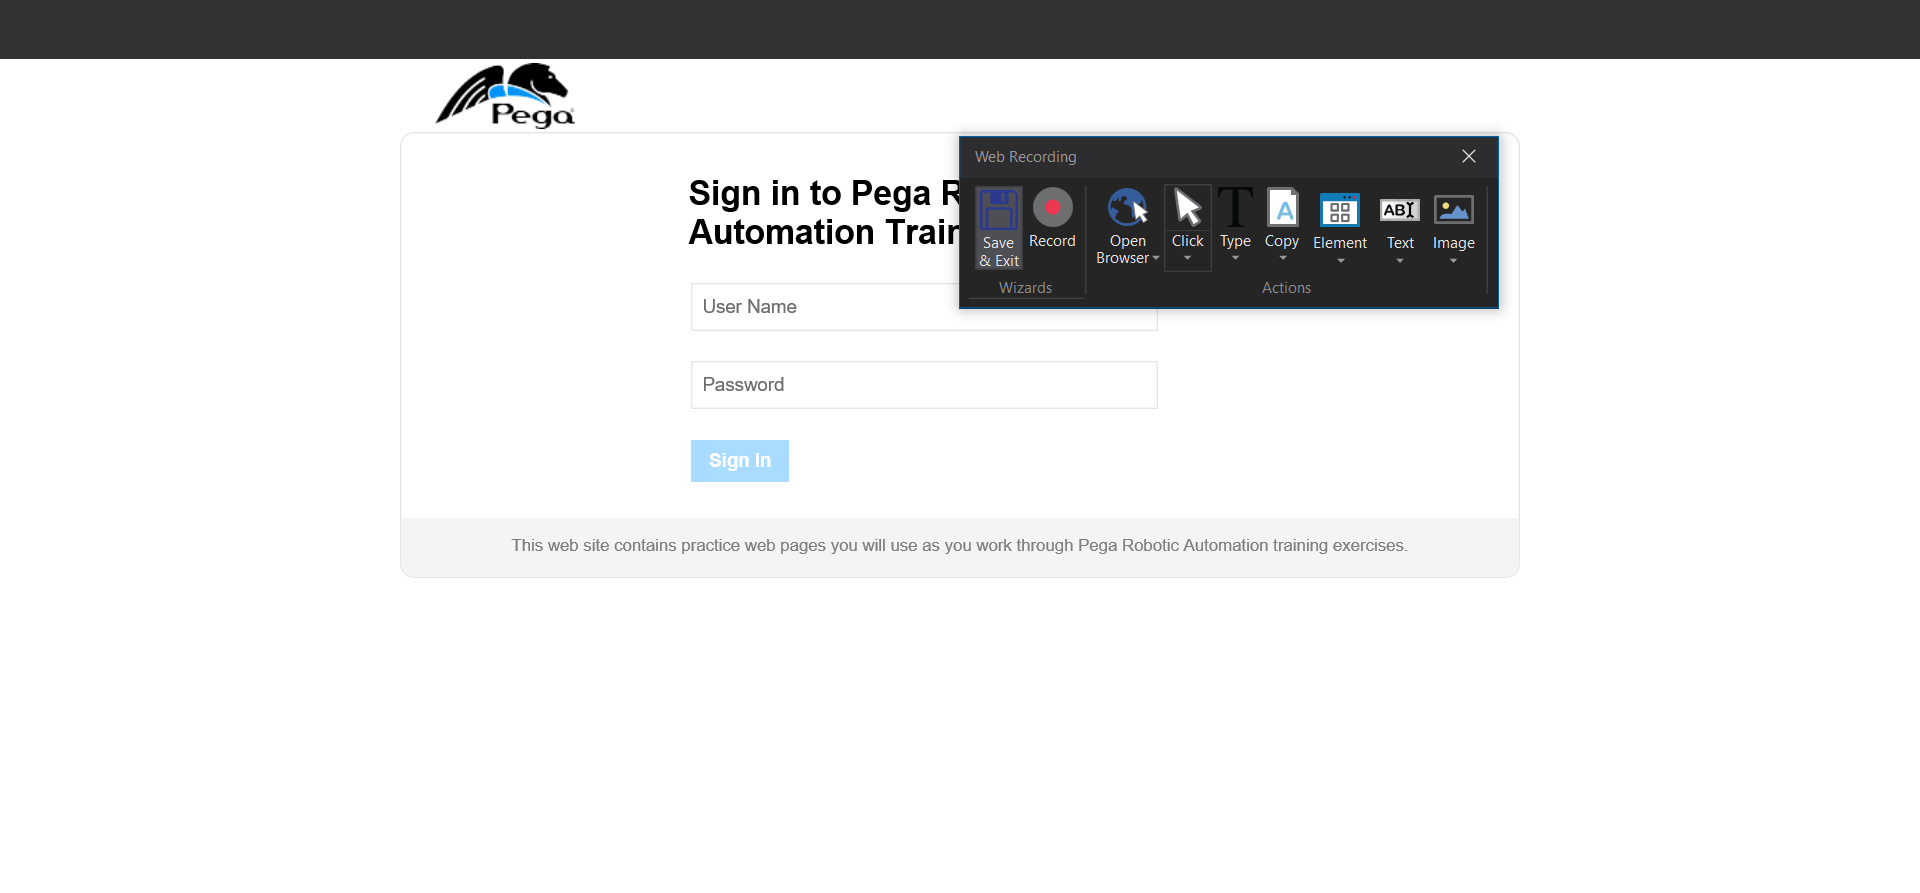 Pega
Sign in to Pega
Automation
User Name
Password
Sign In
This web site contains practice web pages you will use as you work through Pega Robotic Automation training exercises.
Web Recording
Save
& Exit
Record
Open
Browser
Click
Type
Copy
Element
Text
Image
Wizards
Actions
A
ABI